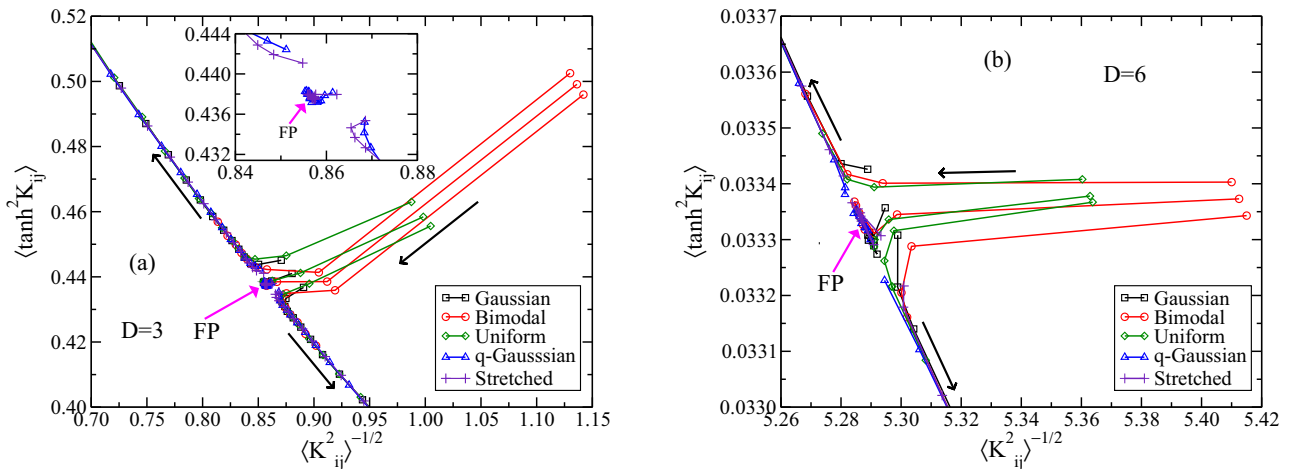 0.52
0.50
0.48
0.46
0.44
0.42
0.40
⟨tanh²K_ij⟩
0.444
0.440
0.436
0.432
FP
0.84
0.86
0.88
(a)
D=3
FP
Gaussian
Bimodal
Uniform
q-Gausssian
Stretched
0.70 0.75 0.80 0.85 0.90 0.95 1.00 1.05 1.10 1.15
⟨K²_ij⟩^−1/2
0.0337
0.0336
0.0335
0.0334
0.0333
0.0332
0.0331
0.0330
⟨tanh²K_ij⟩
(b)
D=6
FP
Gaussian
Bimodal
Uniform
q-Gaussian
Stretched
5.26 5.28 5.30 5.32 5.34 5.36 5.38 5.40 5.42
⟨K²_ij⟩^−1/2